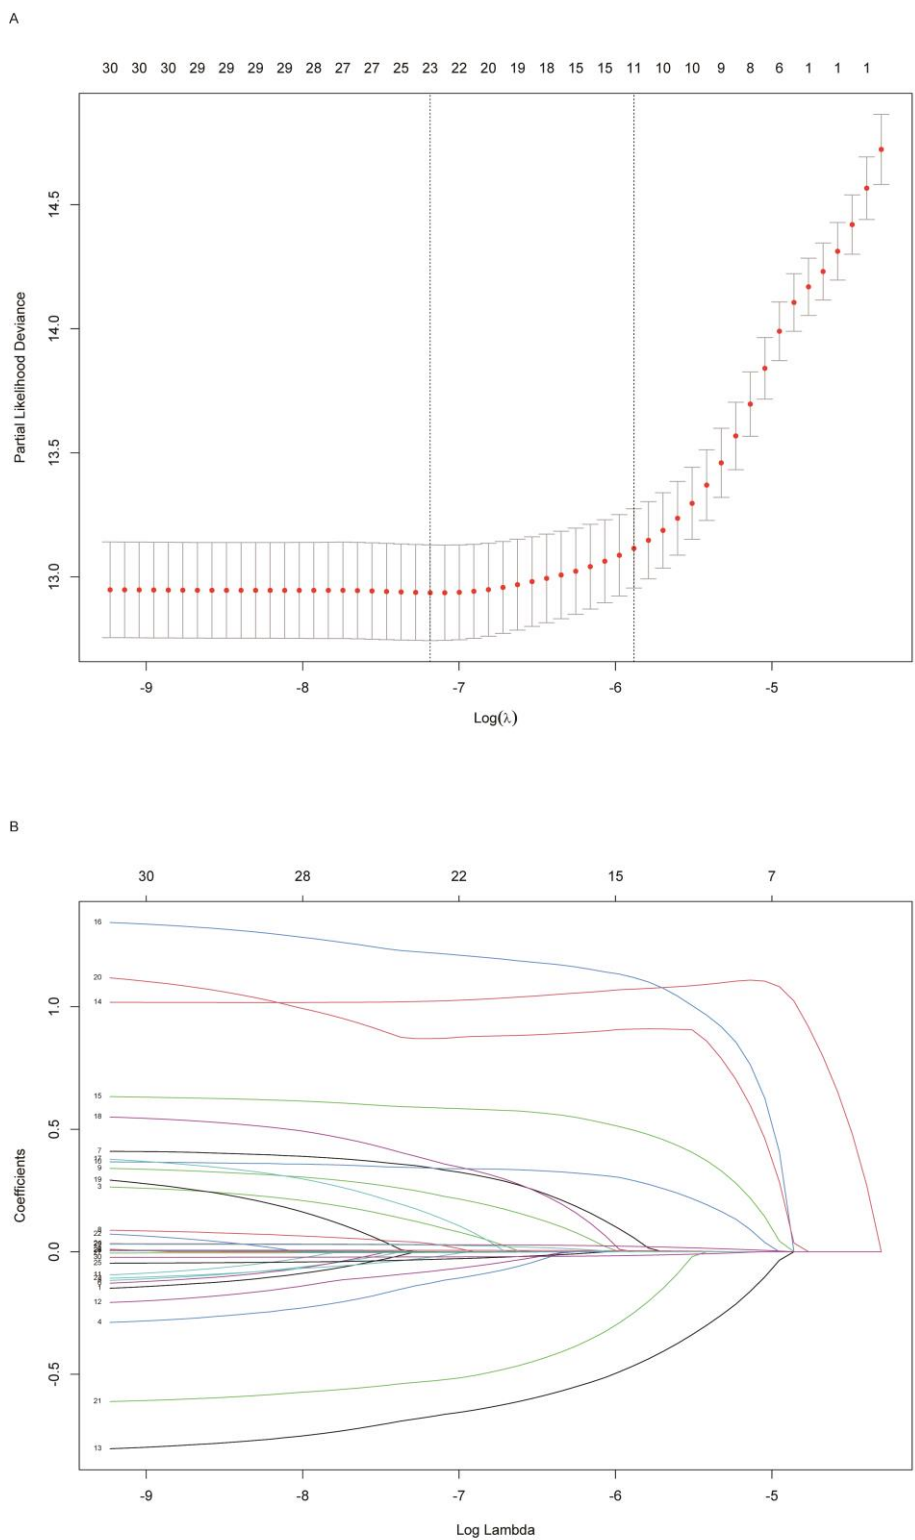 A
30 30 30 29 29 29 29 28 27 27 25 23 22 20 19 18 15 15 11 10 10 9 8 6 1 1 1
14.5
14.0
13.5
13.0
Partial Likelihood Deviance
-9 -8 -7 -6 -5
Log(λ)
B
30 28 22 15 7
1.0
0.5
0.0
-0.5
Coefficients
16
20
14
15
18
7
9
19
3
22
25
1
12
4
21
13
-9 -8 -7 -6 -5
Log Lambda